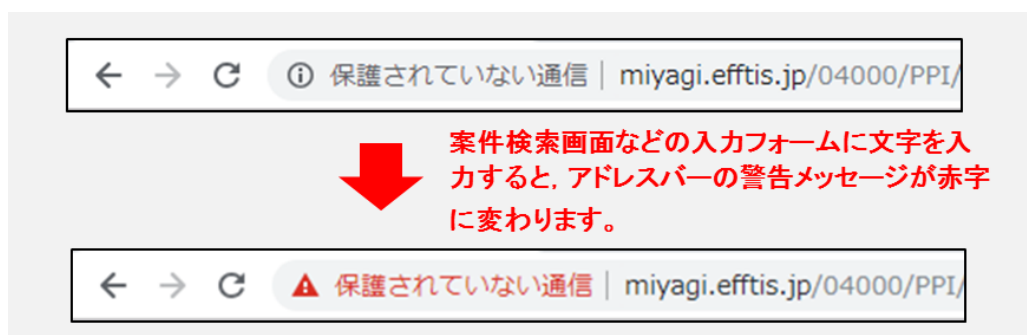 保護されていない通信 | miyagi.efftis.jp/04000/PPI/
案件検索画面などの入力フォームに文字を入
力すると，アドレスバーの警告メッセージが赤字
に変わります。
保護されていない通信 | miyagi.efftis.jp/04000/PPI/